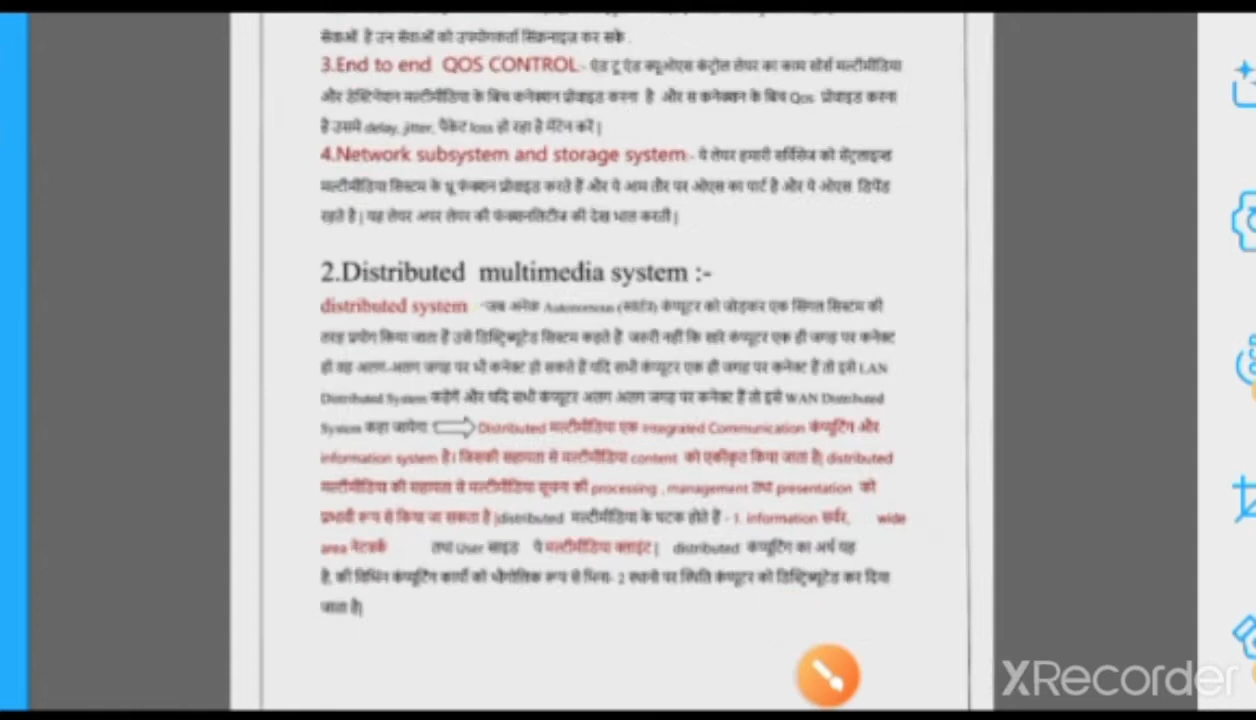 सेवाओं है उन सेवाओं को उपयोगकर्ता सिंक्रनाइज़ कर सके .
3.End to end QOS CONTROL:- एंड टू एंड क्यूओएस कंट्रोल लेयर का काम सोर्स मल्टीमीडिया
और डेस्टिनेशन मल्टीमीडिया के बिच कनेक्शन प्रोवाइड करना है और स कनेक्शन के बिच Qos प्रोवाइड करना
है उसमे delay, jitter, पैकेट loss हो रहा है मेंटेन करें |
4.Network subsystem and storage system:- ये लेयर हमारी सर्विसेज को सेंट्रलाइज्ड
मल्टीमीडिया सिस्टम के थ्रू फंक्शन प्रोवाइड करते हैं और ये आम तौर पर ओएस का पार्ट है और ये ओएस डिपेंड
रहते है | यह लेयर अपर लेयर की फंक्शनलिटीज की देख भाल करती |
2.Distributed multimedia system :-
distributed system जब अनेक Autonomous (स्वतंत्र) कंप्यूटर को जोड़कर एक सिंगल सिस्टम की
तरह प्रयोग किया जाता हैं उसे डिस्ट्रिब्यूटेड सिस्टम कहते हैं. जरुरी नही कि सारे कंप्यूटर एक ही जगह पर कनेक्ट
हो वह अलग-अलग जगह पर भी कनेक्ट हो सकते हैं यदि सभी कंप्यूटर एक ही जगह पर कनेक्ट हैं तो इसे LAN
Distributed System कहेगें और यदि सभी कंप्यूटर अलग अलग जगह पर कनेक्ट हैं तो इसे WAN Distributed
System कहा जायेगा Distributed मल्टीमीडिया एक integrated Communication कंप्यूटिंग और
information system है। जिसकी सहायता से मल्टीमीडिया content को एकीकृत किया जाता है| distributed
मल्टीमीडिया की सहायता से मल्टीमीडिया सूचना की processing , management तथा presentation को
प्रभावी रूप से किया जा सकता है |distributed मल्टीमीडिया के घटक होते हैं - 1. information सर्वर, wide
area नेटवर्क तथा User साइड पे मल्टीमीडिया क्लाइंट | distributed कंप्यूटिंग का अर्थ यह
है, की विभिन्न कंप्यूटिंग कार्यो को भौगोलिक रूप से भिन्न- 2 स्थानो पर स्थिति कंप्यूटर को डिस्ट्रिब्यूटेड कर दिया
जाता है|
XRecorder